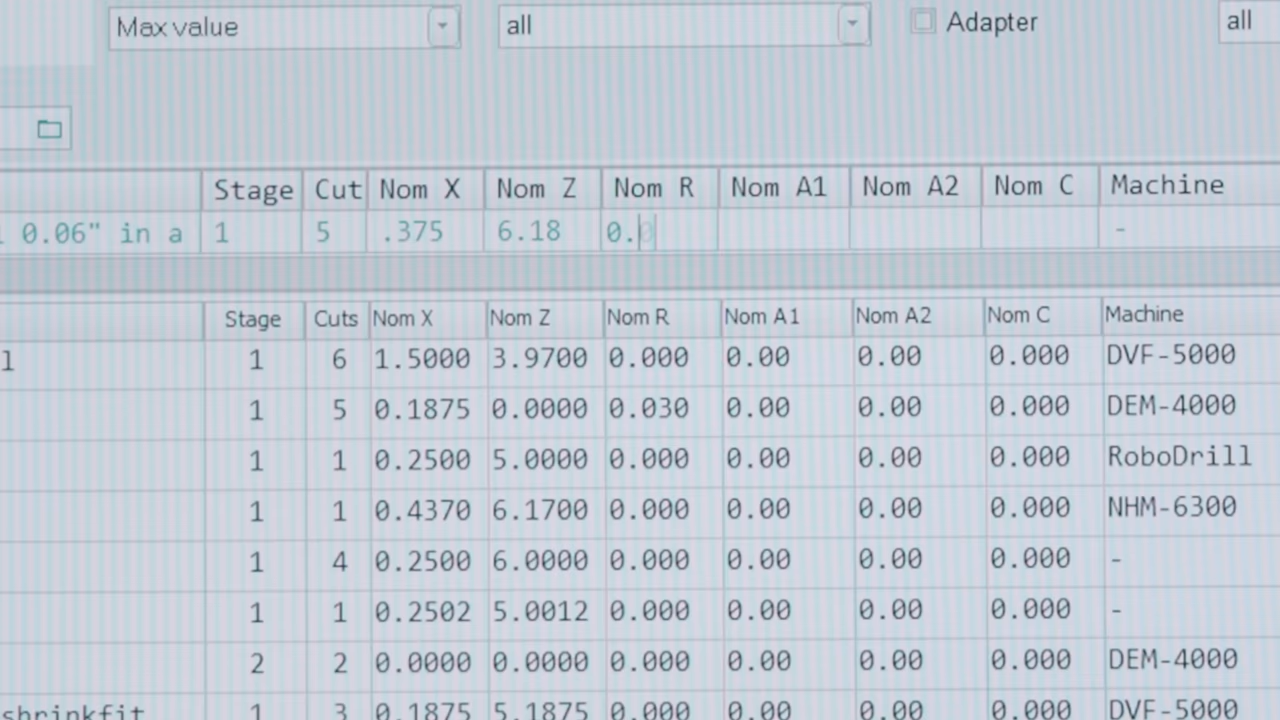 Max value all Adapter all
Stage Cut Nom X Nom Z Nom R Nom A1 Nom A2 Nom C Machine
0.06" in a 1 5 .375 6.18 0.0 -
Stage Cuts Nom X Nom Z Nom R Nom A1 Nom A2 Nom C Machine
l 1 6 1.5000 3.9700 0.000 0.00 0.00 0.000 DVF-5000
1 5 0.1875 0.0000 0.030 0.00 0.00 0.000 DEM-4000
1 1 0.2500 5.0000 0.000 0.00 0.00 0.000 RoboDrill
1 1 0.4370 6.1700 0.000 0.00 0.00 0.000 NHM-6300
1 4 0.2500 6.0000 0.000 0.00 0.00 0.000 -
1 1 0.2502 5.0012 0.000 0.00 0.00 0.000 -
2 2 0.0000 0.0000 0.000 0.00 0.00 0.000 DEM-4000
shrinkfit 1 3 0.1875 5.1875 0.000 0.00 0.00 0.000 DVF-5000